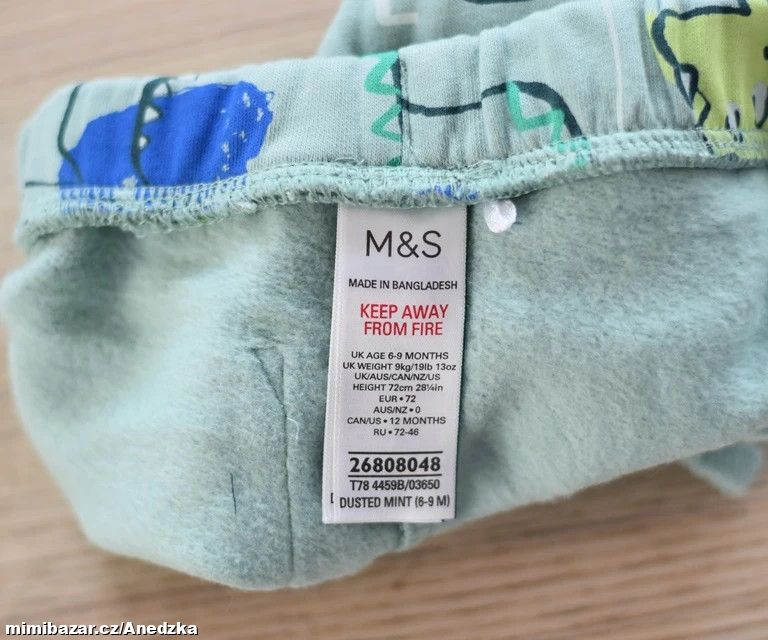 M&S
MADE IN BANGLADESH
KEEP AWAY
FROM FIRE
UK AGE 6-9 MONTHS
UK WEIGHT 9kg/19lb 13oz
UK/AUS/CAN/NZ/US
HEIGHT 72cm 28¼in
EUR • 72
AUS/NZ • 0
CAN/US • 12 MONTHS
RU • 72-46
26808048
T78 4459B/03650
DUSTED MINT (6-9 M)
mimibazar.cz/Anedzka